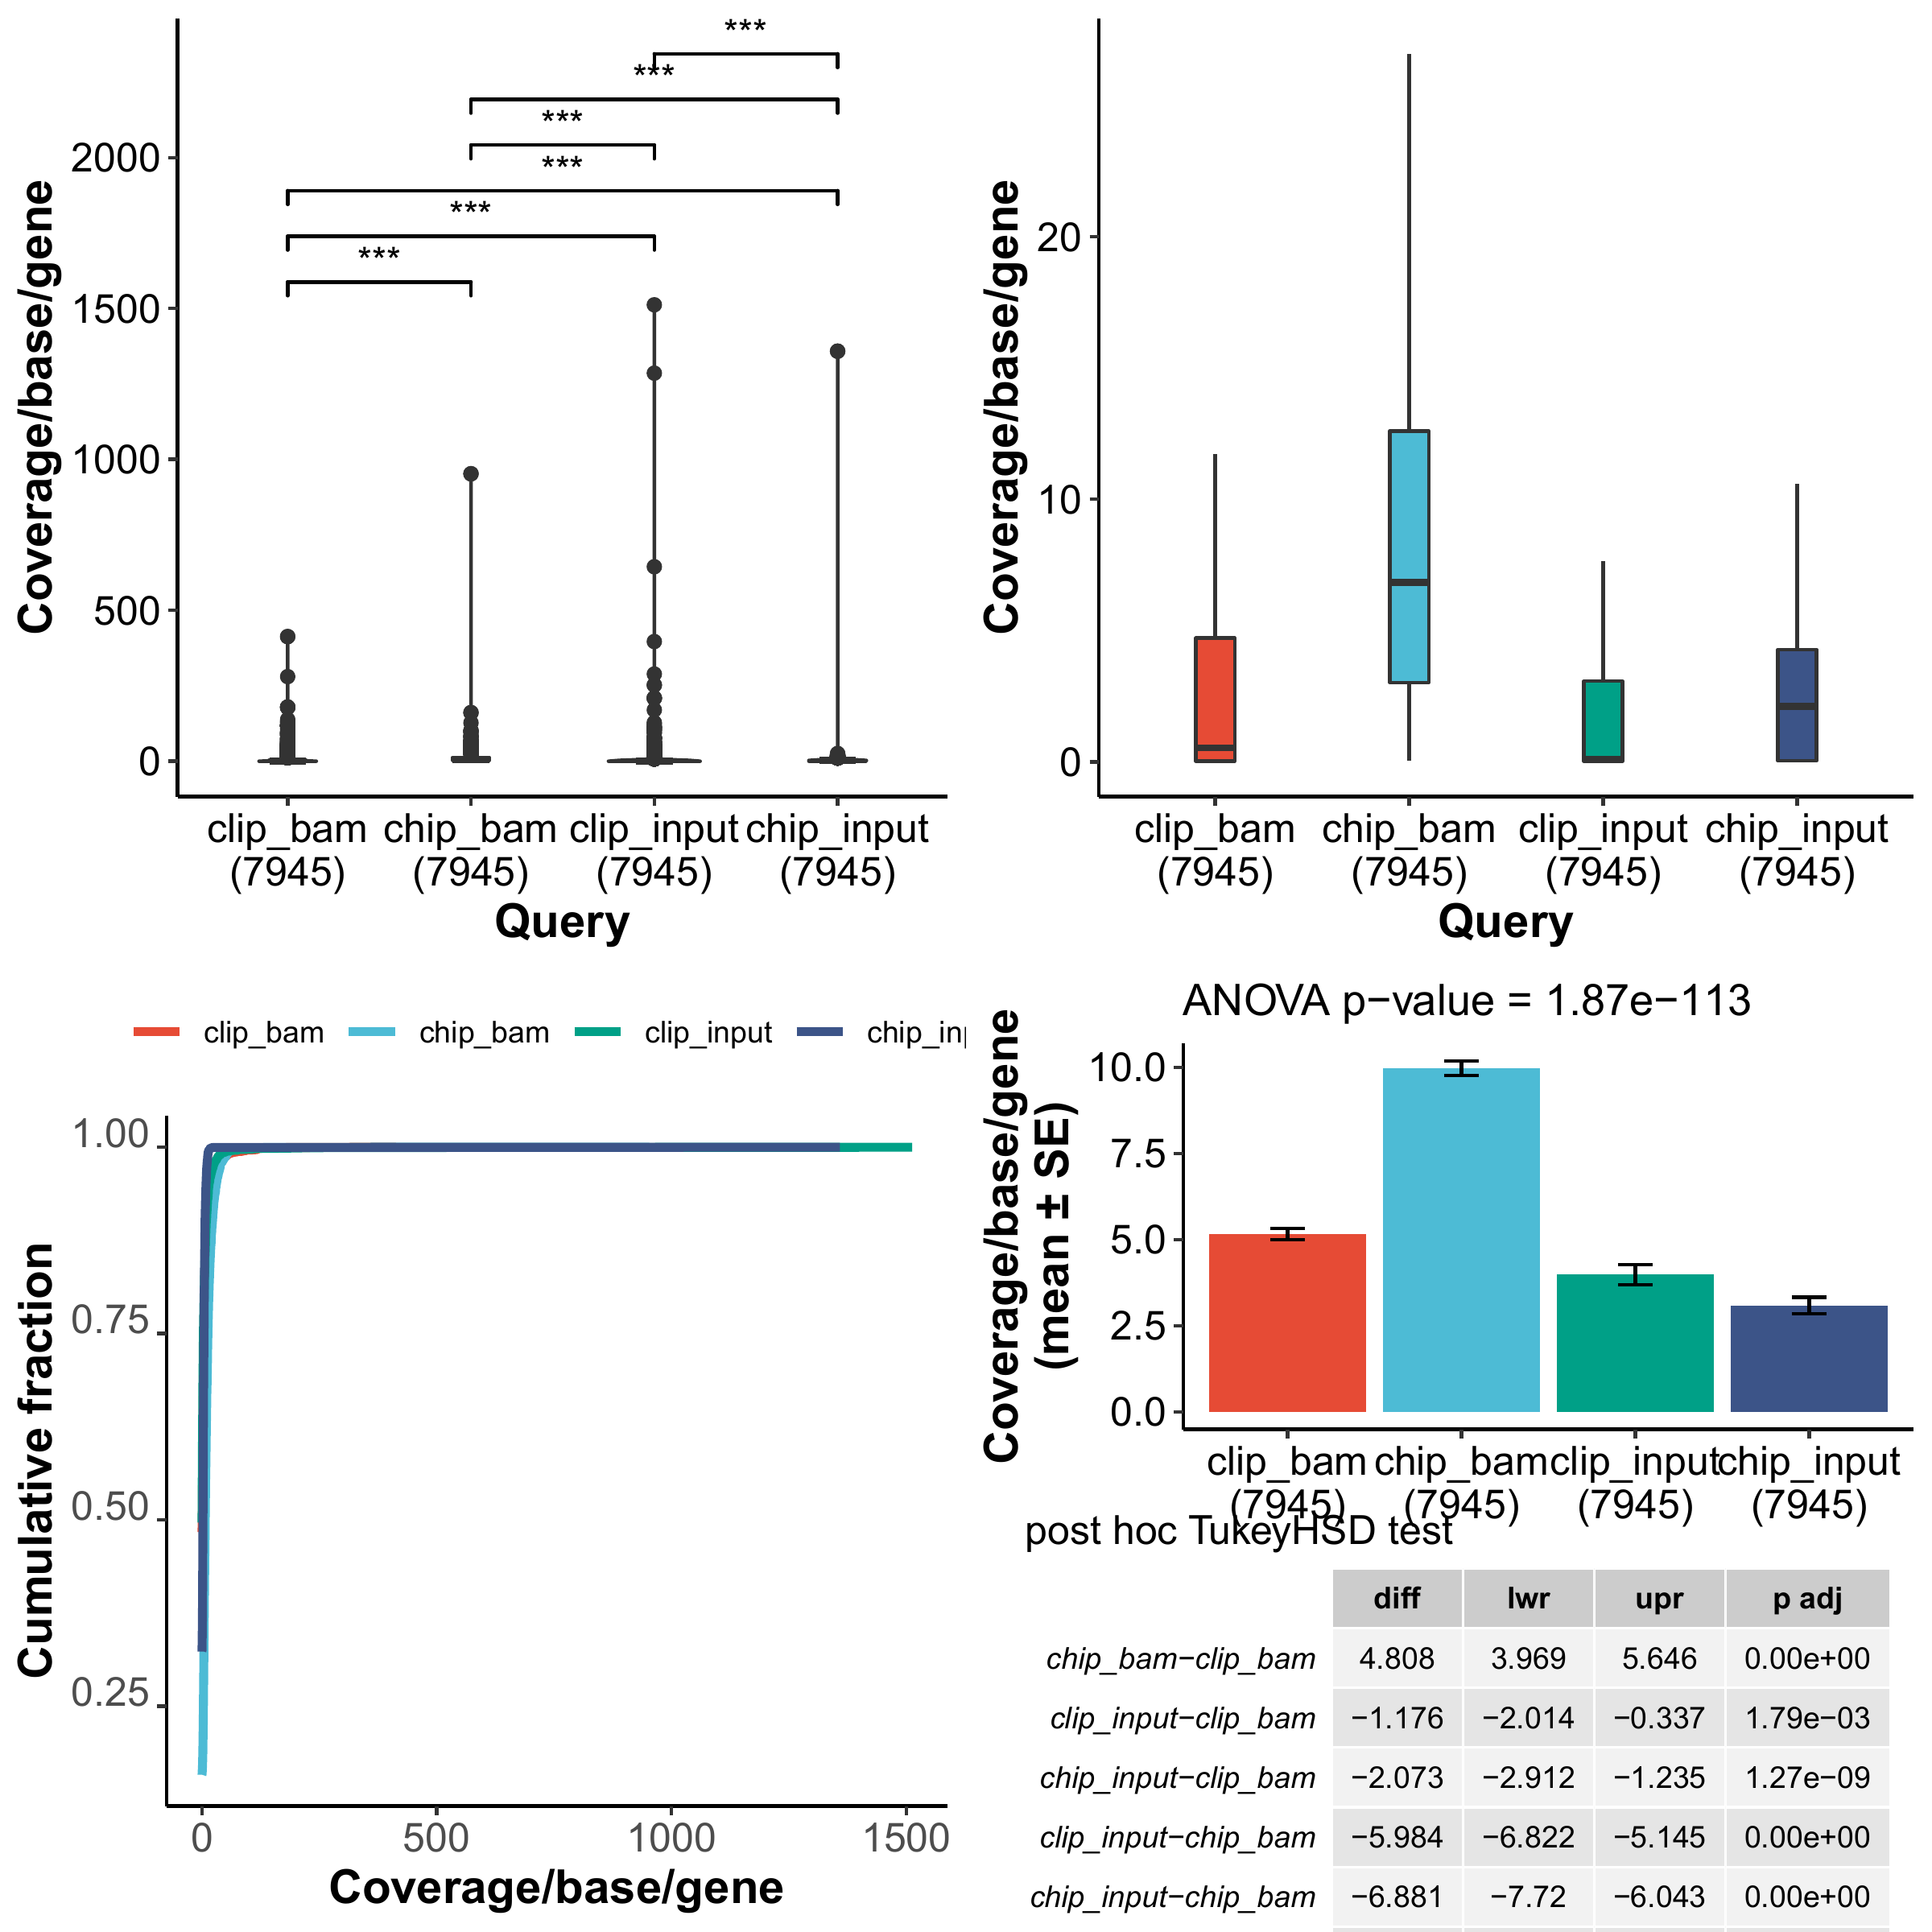 ***
***
***
***
***
***
Coverage/base/gene
2000
1500
1000
500
0
clip_bam chip_bam clip_input chip_input
(7945) (7945) (7945) (7945)
Query
Coverage/base/gene
20
10
0
clip_bam chip_bam clip_input chip_input
(7945) (7945) (7945) (7945)
Query
clip_bam chip_bam clip_input chip_inp
Cumulative fraction
1.00
0.75
0.50
0.25
0 500 1000 1500
Coverage/base/gene
ANOVA p−value = 1.87e−113
Coverage/base/gene
(mean ± SE)
10.0
7.5
5.0
2.5
0.0
clip_bam chip_bam clip_input chip_input
(7945) (7945) (7945) (7945)
post hoc TukeyHSD test
diff lwr upr p adj
chip_bam−clip_bam 4.808 3.969 5.646 0.00e+00
clip_input−clip_bam −1.176 −2.014 −0.337 1.79e−03
chip_input−clip_bam −2.073 −2.912 −1.235 1.27e−09
clip_input−chip_bam −5.984 −6.822 −5.145 0.00e+00
chip_input−chip_bam −6.881 −7.72 −6.043 0.00e+00